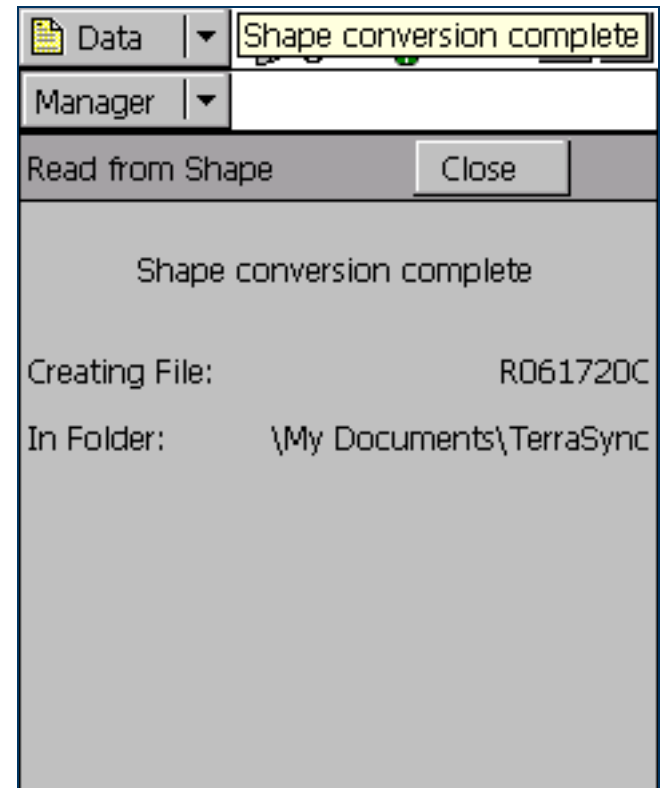 Data
Shape conversion complete
Manager
Read from Shape Close
Shape conversion complete
Creating File: R061720C
In Folder: \My Documents\TerraSync